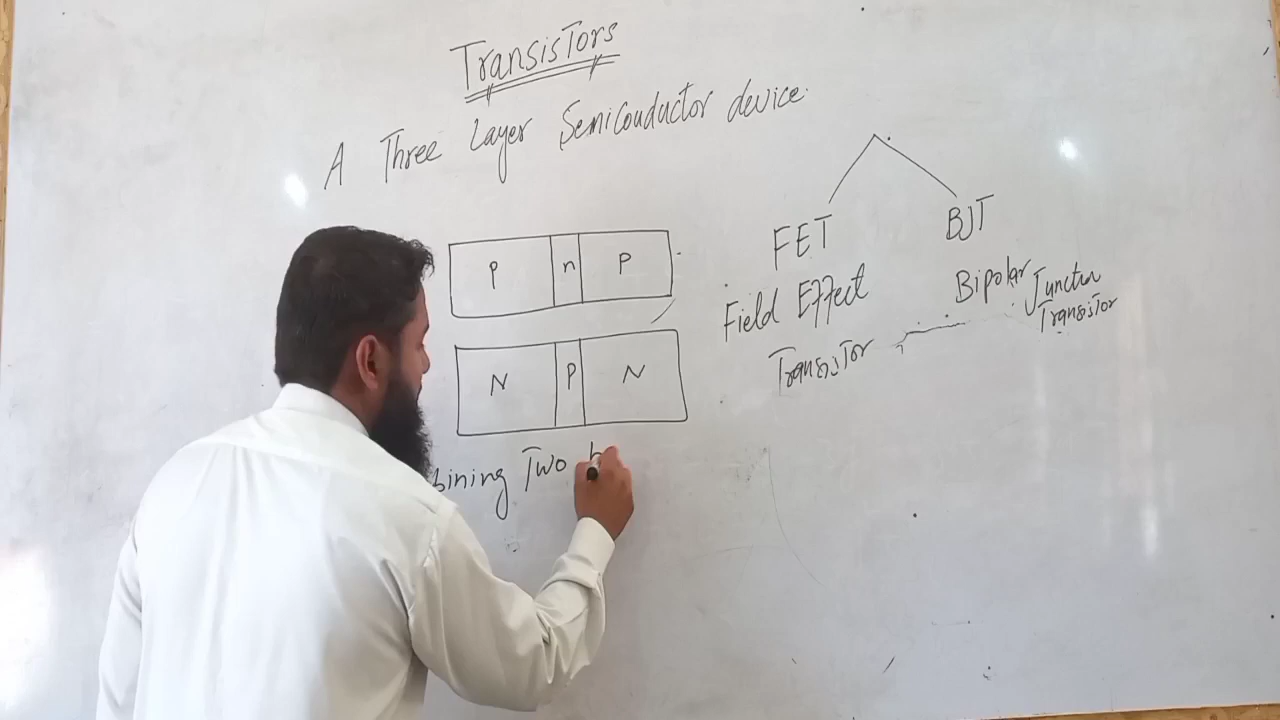 Transistors
A Three Layer Semiconductor device.
P n P
N P N
bining Two
FET
Field Effect
Transistor
BJT
Bipolar Junction
Transistor